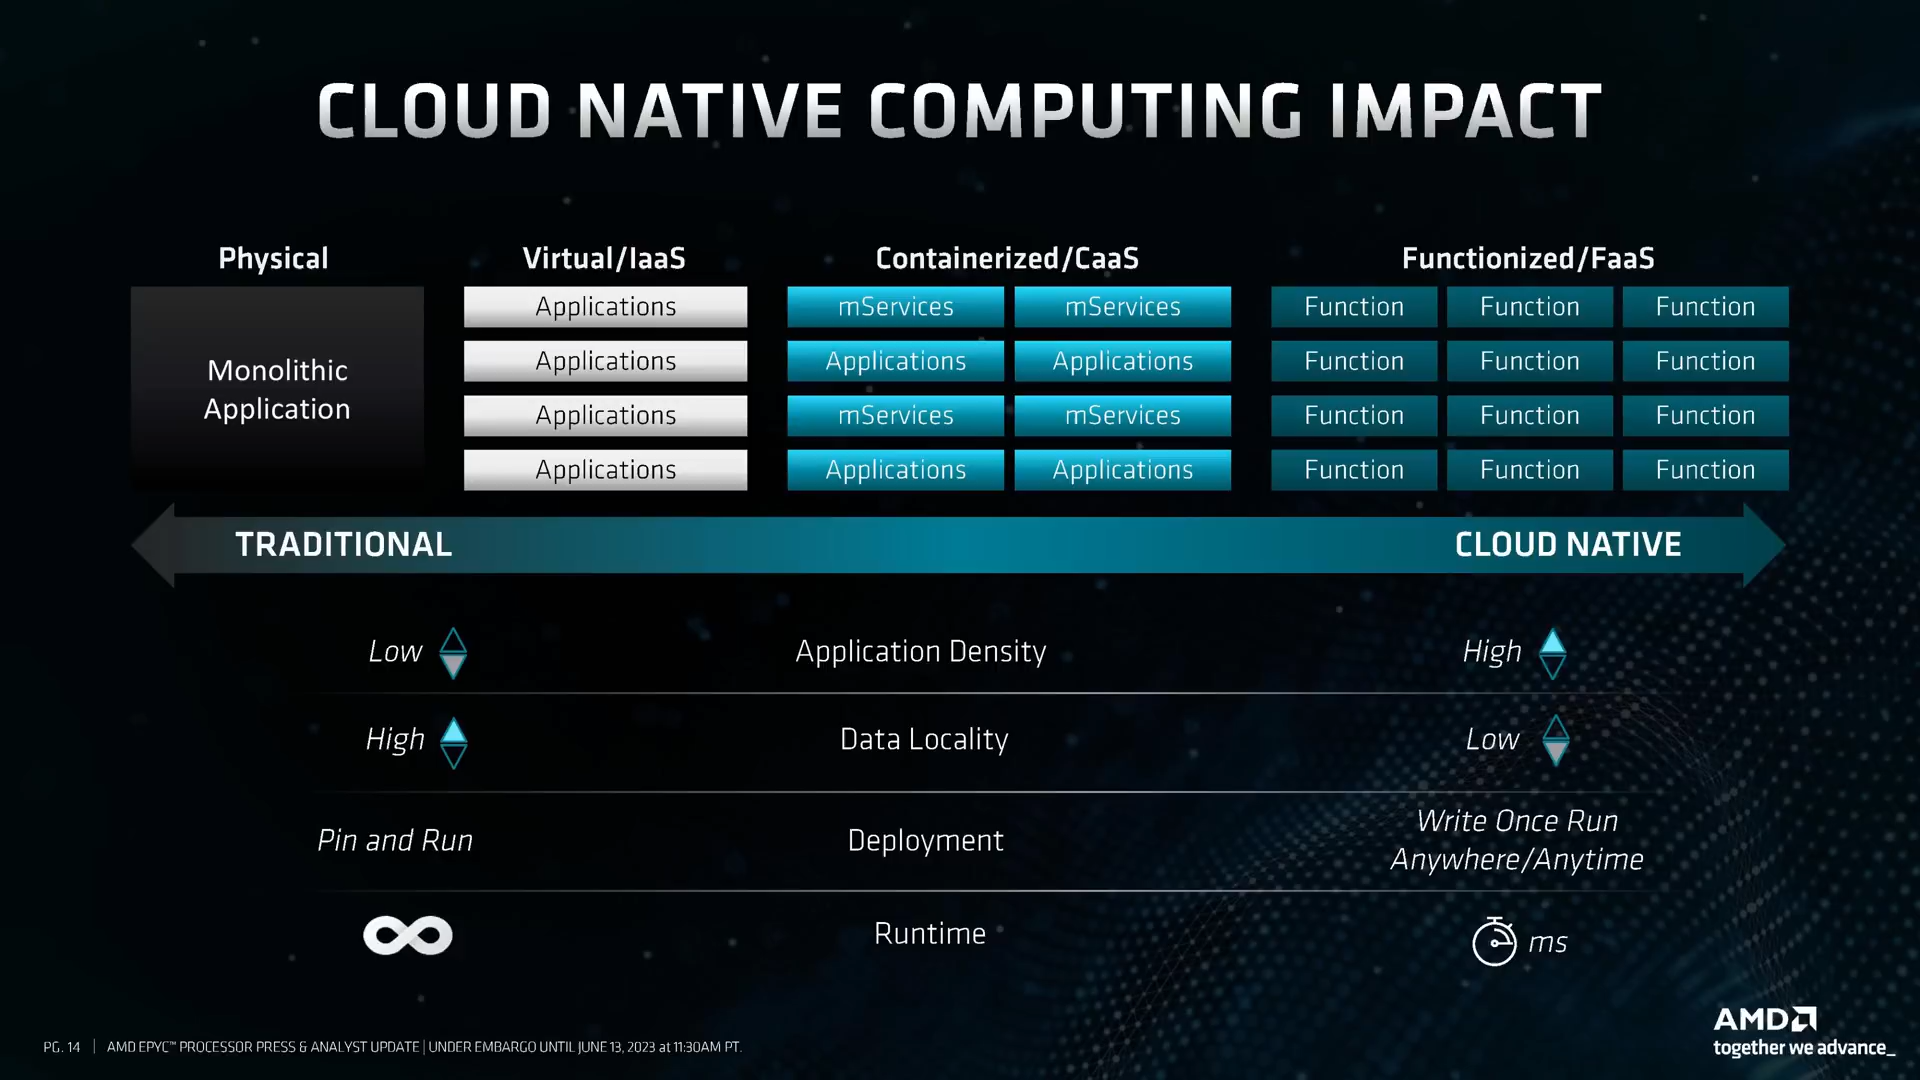 CLOUD NATIVE COMPUTING IMPACT
Physical
Virtual/IaaS
Containerized/CaaS
Functionized/FaaS
Monolithic
Application
Applications
Applications
Applications
Applications
mServices mServices
Applications Applications
mServices mServices
Applications Applications
Function Function Function
Function Function Function
Function Function Function
Function Function Function
TRADITIONAL
CLOUD NATIVE
Low Application Density High
High Data Locality Low
Pin and Run Deployment Write Once Run
Anywhere/Anytime
Runtime ms
AMD
together we advance_
PG. 14 | AMD EPYC™ PROCESSOR PRESS & ANALYST UPDATE | UNDER EMBARGO UNTIL JUNE 13, 2023 at 11:30AM PT.